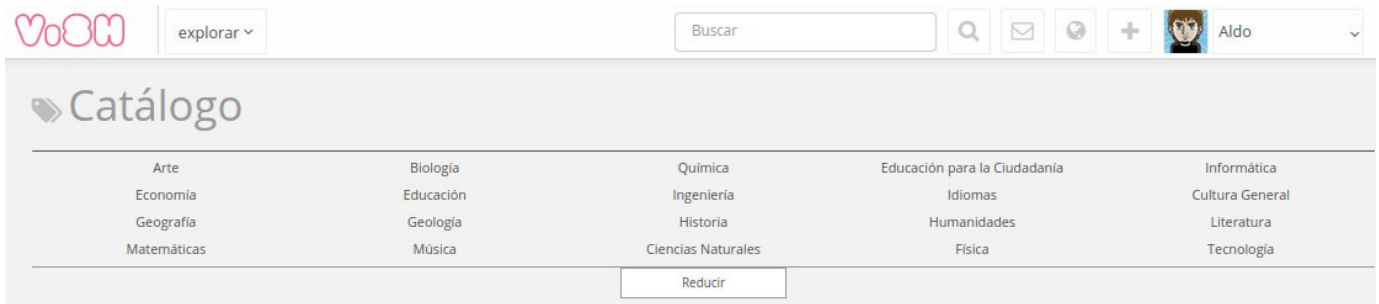 ViSH explorar Buscar Aldo
Catálogo
Arte Biología Química Educación para la Ciudadanía Informática
Economía Educación Ingeniería Idiomas Cultura General
Geografía Geología Historia Humanidades Literatura
Matemáticas Música Ciencias Naturales Física Tecnología
Reducir